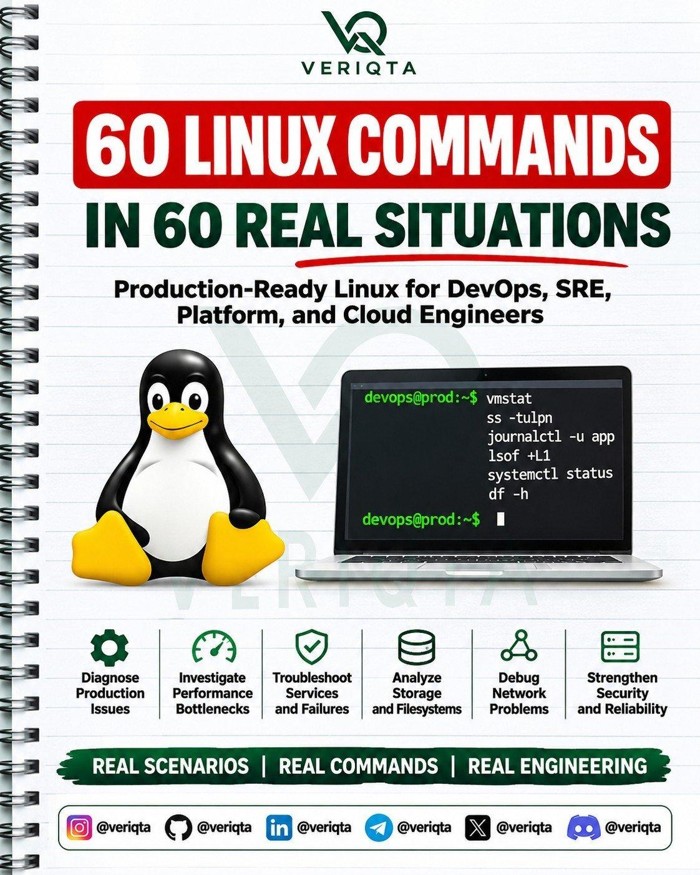 VERIQTA
60 LINUX COMMANDS
IN 60 REAL SITUATIONS
Production-Ready Linux for DevOps, SRE,
Platform, and Cloud Engineers
devops@prod:~$ vmstat
ss -tulpn
journalctl -u app
lsof +L1
systemctl status
df -h
devops@prod:~$
VERIQTA
Diagnose
Production
Issues
Investigate
Performance
Bottlenecks
Troubleshoot
Services
and Failures
Analyze
Storage
and Filesystems
Debug
Network
Problems
Strengthen
Security
and Reliability
REAL SCENARIOS | REAL COMMANDS | REAL ENGINEERING
@veriqta @veriqta @veriqta @veriqta @veriqta @veriqta